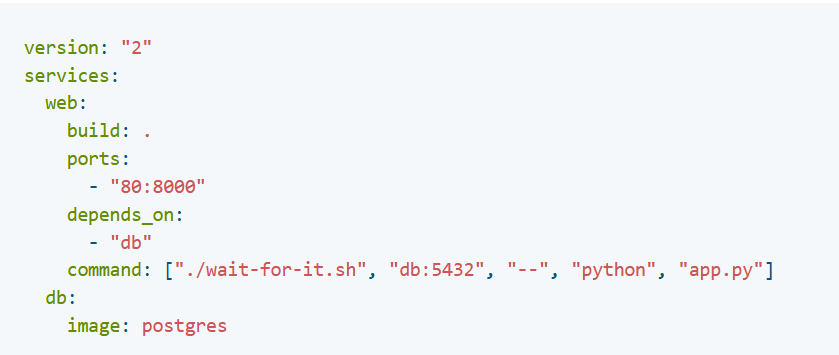 version: "2"
services:
  web:
    build: .
    ports:
      - "80:8000"
    depends_on:
      - "db"
    command: ["./wait-for-it.sh", "db:5432", "--", "python", "app.py"]
  db:
    image: postgres